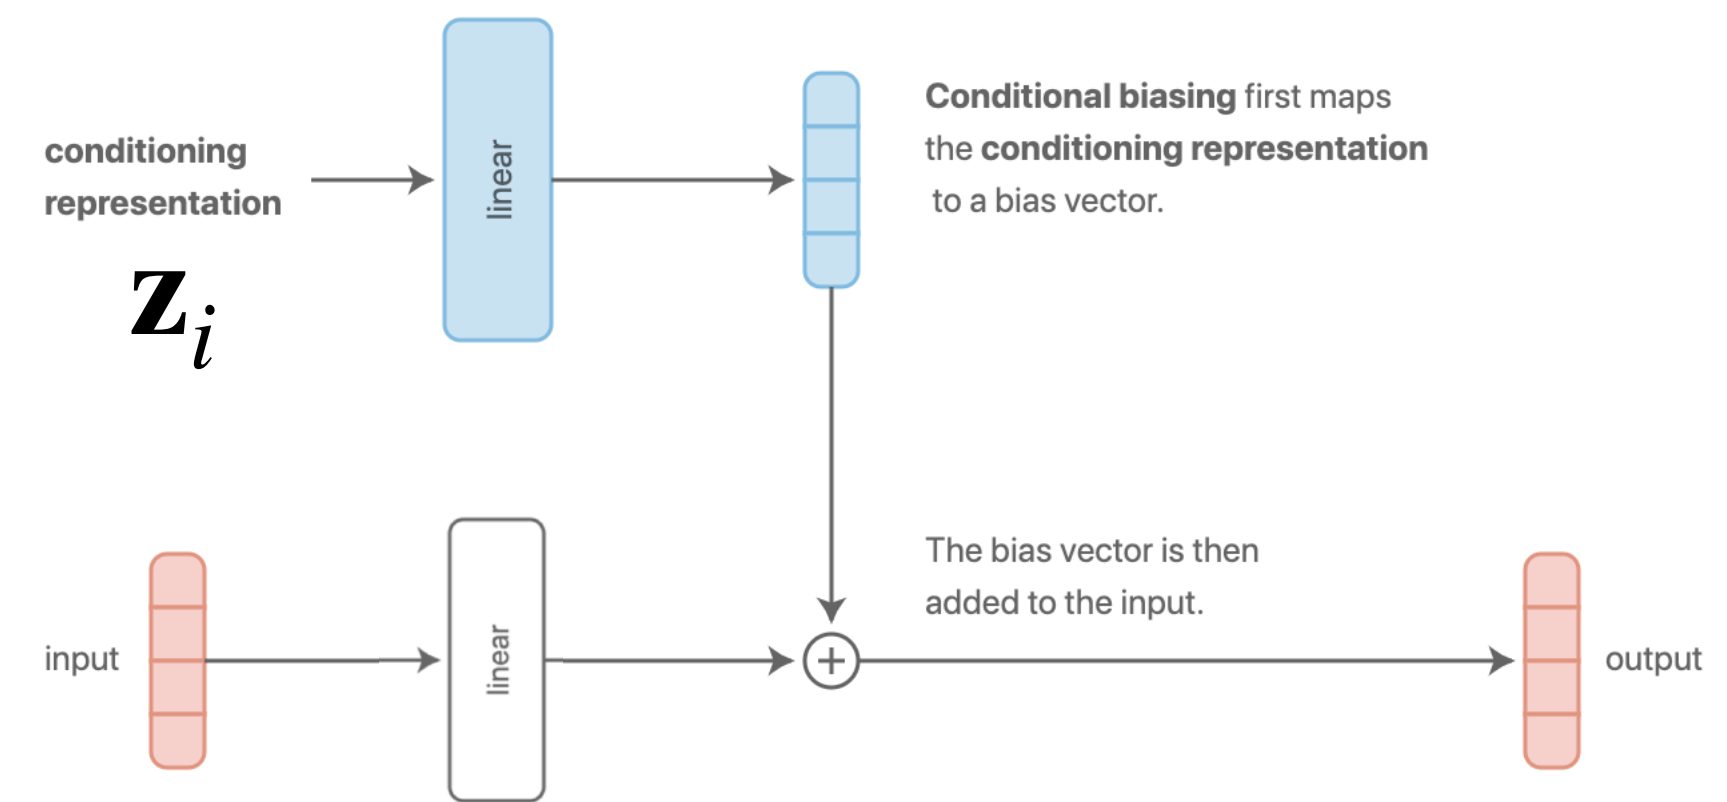 conditioning
representation
𝐳ᵢ
linear
Conditional biasing first maps
the conditioning representation
to a bias vector.
The bias vector is then
added to the input.
input
linear
+
output